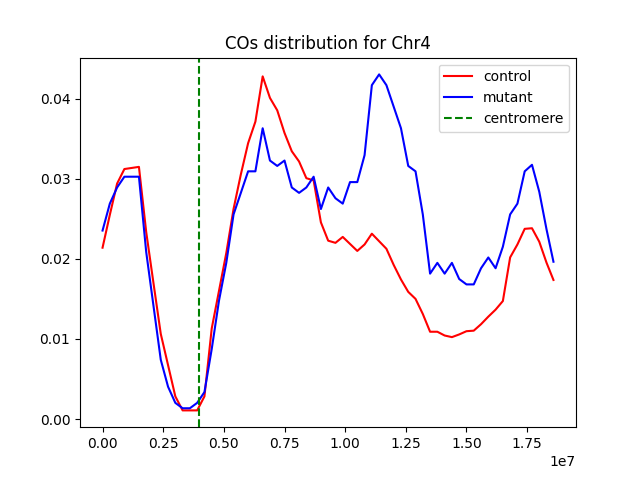 COs distribution for Chr4
control
mutant
centromere
0.04
0.03
0.02
0.01
0.00
0.00 0.25 0.50 0.75 1.00 1.25 1.50 1.75
1e7